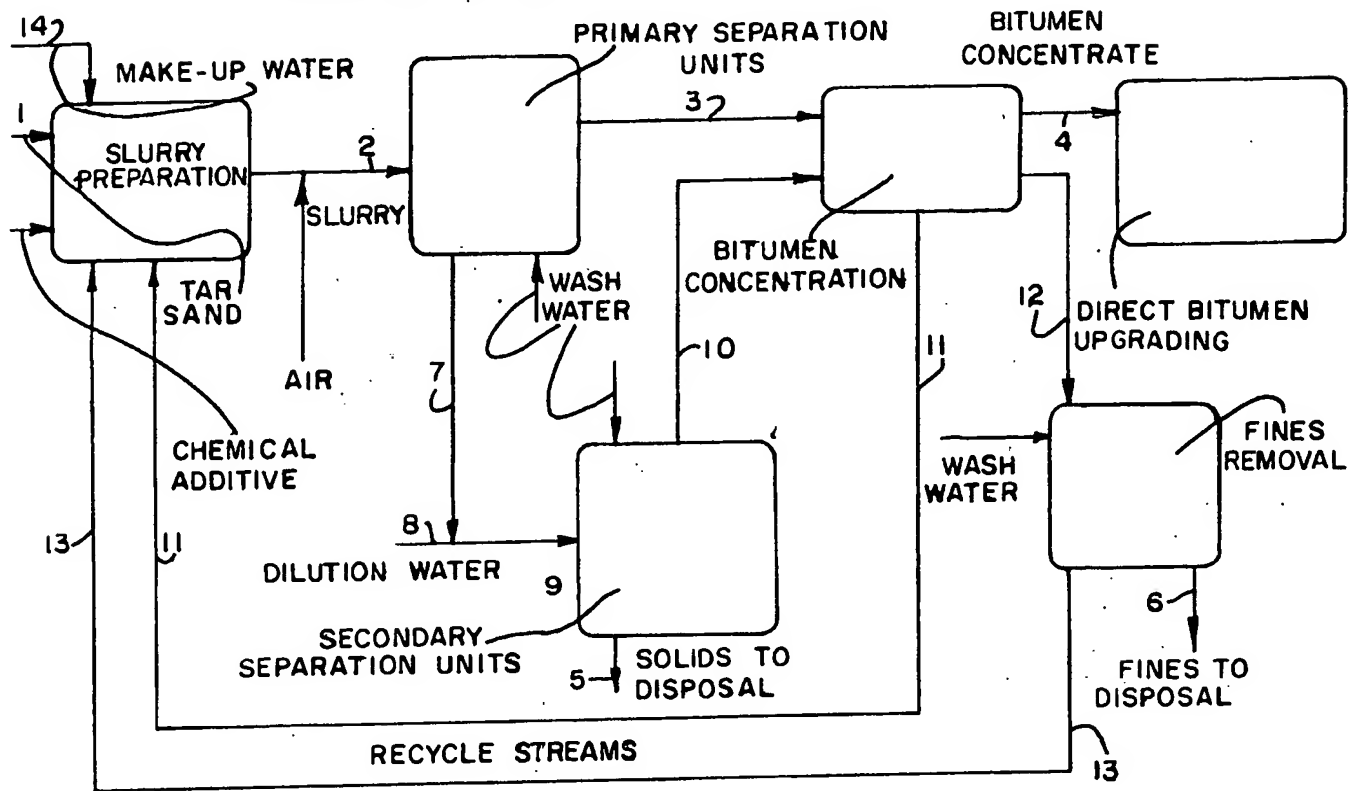 14
MAKE-UP WATER
1
SLURRY
PREPARATION
2
SLURRY
TAR
SAND
AIR
CHEMICAL
ADDITIVE
PRIMARY SEPARATION
UNITS
3
BITUMEN
CONCENTRATE
4
WASH
WATER
BITUMEN
CONCENTRATION
DIRECT BITUMEN
UPGRADING
7
10
11
12
FINES
REMOVAL
WASH
WATER
13
11
8
DILUTION WATER
9
SECONDARY
SEPARATION UNITS
5
SOLIDS TO
DISPOSAL
6
FINES TO
DISPOSAL
RECYCLE STREAMS
13